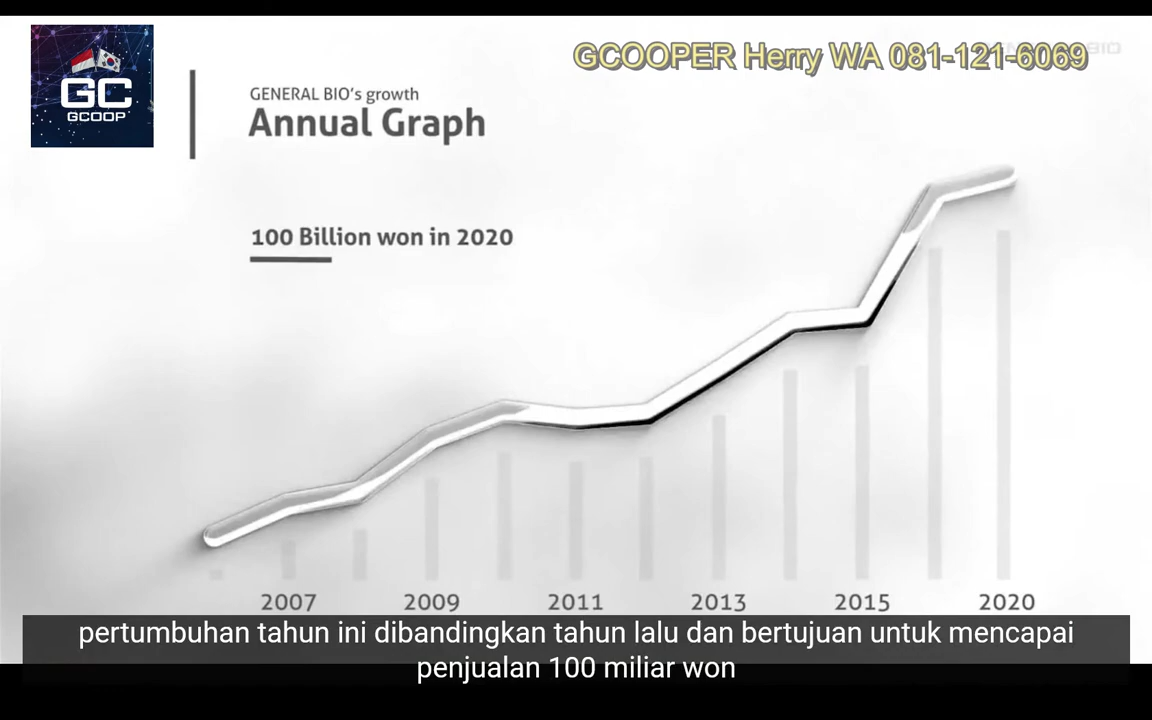 GCOOPER Herry WA 081-121-6069
GC
GCOOP
GENERAL BIO's growth
Annual Graph
100 Billion won in 2020
2007 2009 2011 2013 2015 2020
pertumbuhan tahun ini dibandingkan tahun lalu dan bertujuan untuk mencapai
penjualan 100 miliar won